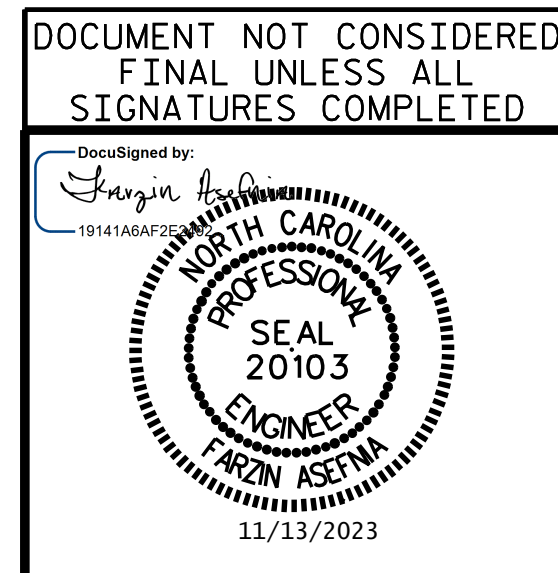 DOCUMENT NOT CONSIDERED
FINAL UNLESS ALL
SIGNATURES COMPLETED
DocuSigned by:
Farzin Asefnia
19141A6AF2E2492
NORTH CAROLINA
PROFESSIONAL
SEAL
20103
ENGINEER
FARZIN ASEFNIA
11/13/2023